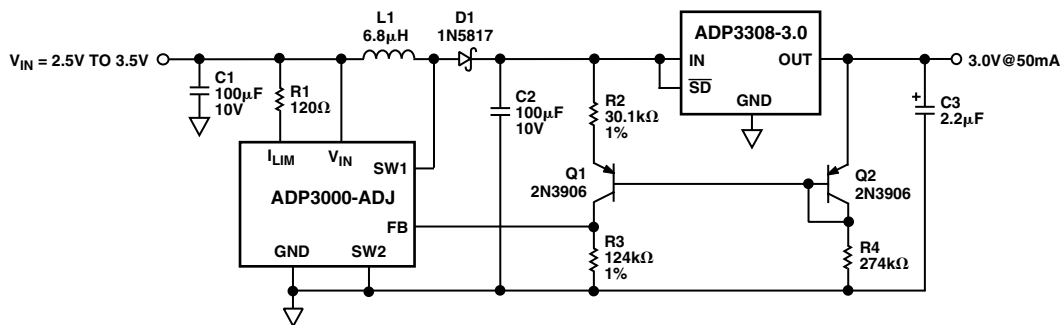 V_IN = 2.5V TO 3.5V
C1
100µF
10V
R1
120Ω
L1
6.8µH
D1
1N5817
C2
100µF
10V
R2
30.1kΩ
1%
ADP3308-3.0
IN
OUT
SD
GND
3.0V@50mA
+
C3
2.2µF
I_LIM
V_IN
SW1
ADP3000-ADJ
FB
GND
SW2
Q1
2N3906
Q2
2N3906
R3
124kΩ
1%
R4
274kΩ